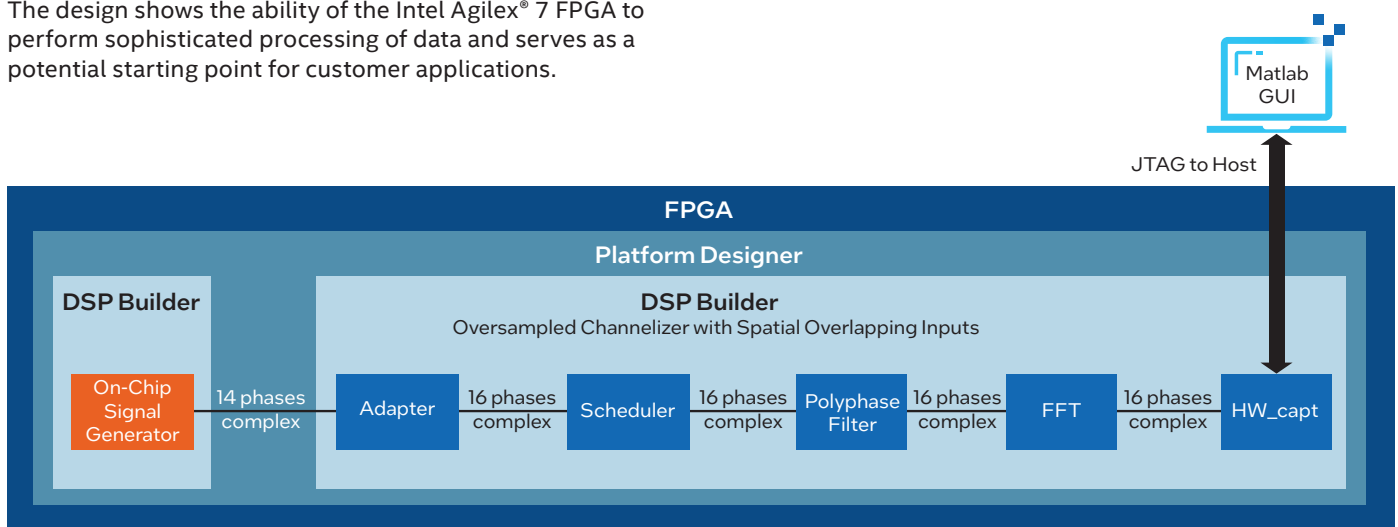 The design shows the ability of the Intel Agilex® 7 FPGA to
perform sophisticated processing of data and serves as a
potential starting point for customer applications.
Matlab
GUI
JTAG to Host
FPGA
Platform Designer
DSP Builder
DSP Builder
Oversampled Channelizer with Spatial Overlapping Inputs
On-Chip
Signal
Generator
14 phases
complex
Adapter
16 phases
complex
Scheduler
16 phases
complex
Polyphase
Filter
16 phases
complex
FFT
16 phases
complex
HW_capt